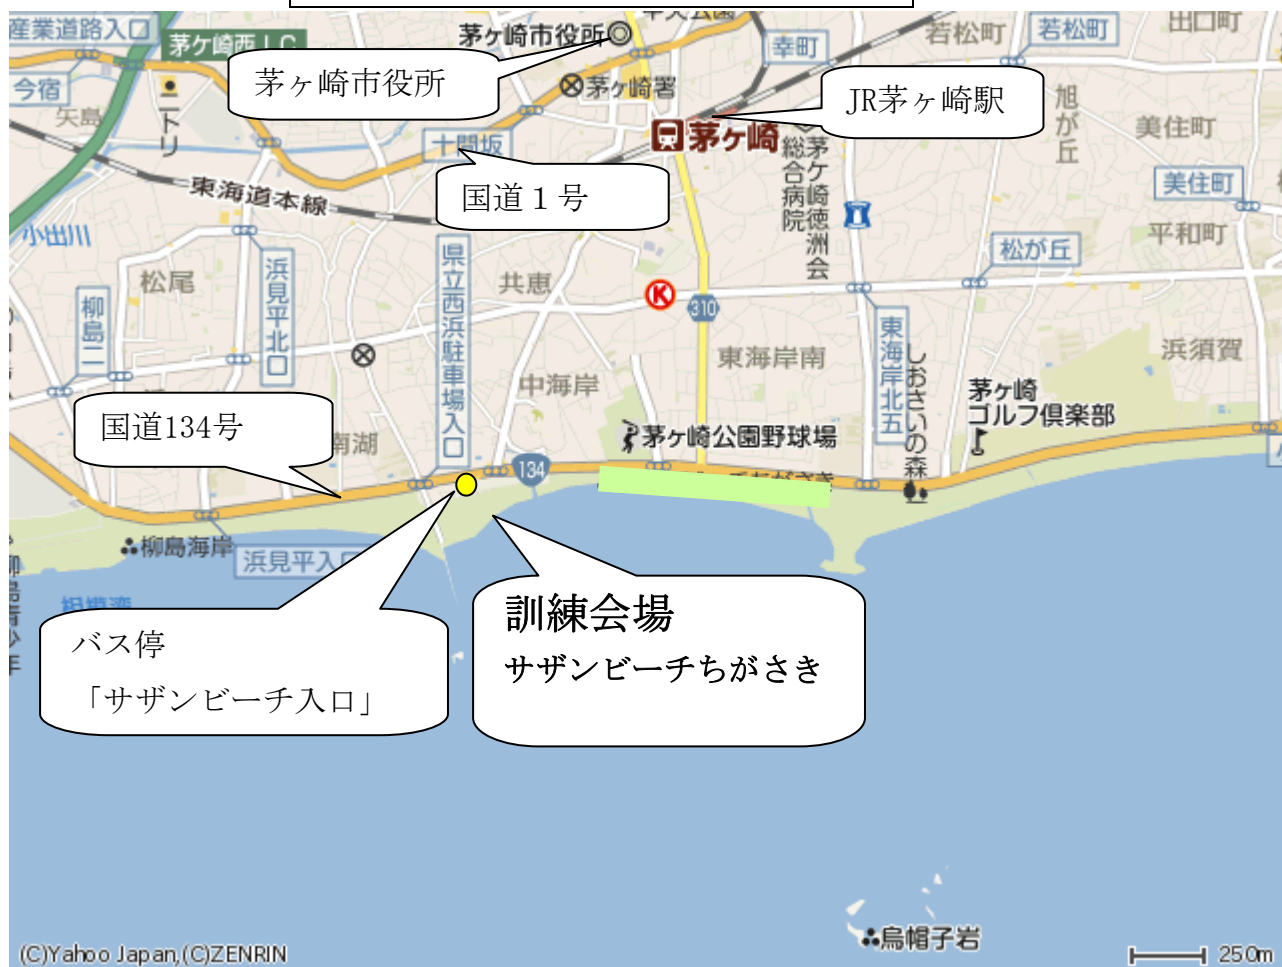 産業道路入口
茅ケ崎西IC
茅ケ崎市役所
幸町
若松町
若松町
出口町
今宿
矢島
ニトリ
茅ヶ崎市役所
茅ケ崎署
JR茅ヶ崎駅
旭が丘
美住町
十間坂
茅ケ崎
茅ケ崎徳洲会
総合病院
東海道本線
国道１号
美住町
小出川
松尾
浜見平北口
県立西浜駐車場入口
共恵
松が丘
平和町
柳島二
K
310
東海岸南
東海岸北五
しおさいの森
浜須賀
中海岸
茅ケ崎
ゴルフ倶楽部
国道134号
南湖
茅ケ崎公園野球場
134
柳島海岸
浜見平入口
バス停
「サザンビーチ入口」
訓練会場
サザンビーチちがさき
烏帽子岩
(C)Yahoo Japan,(C)ZENRIN
250m